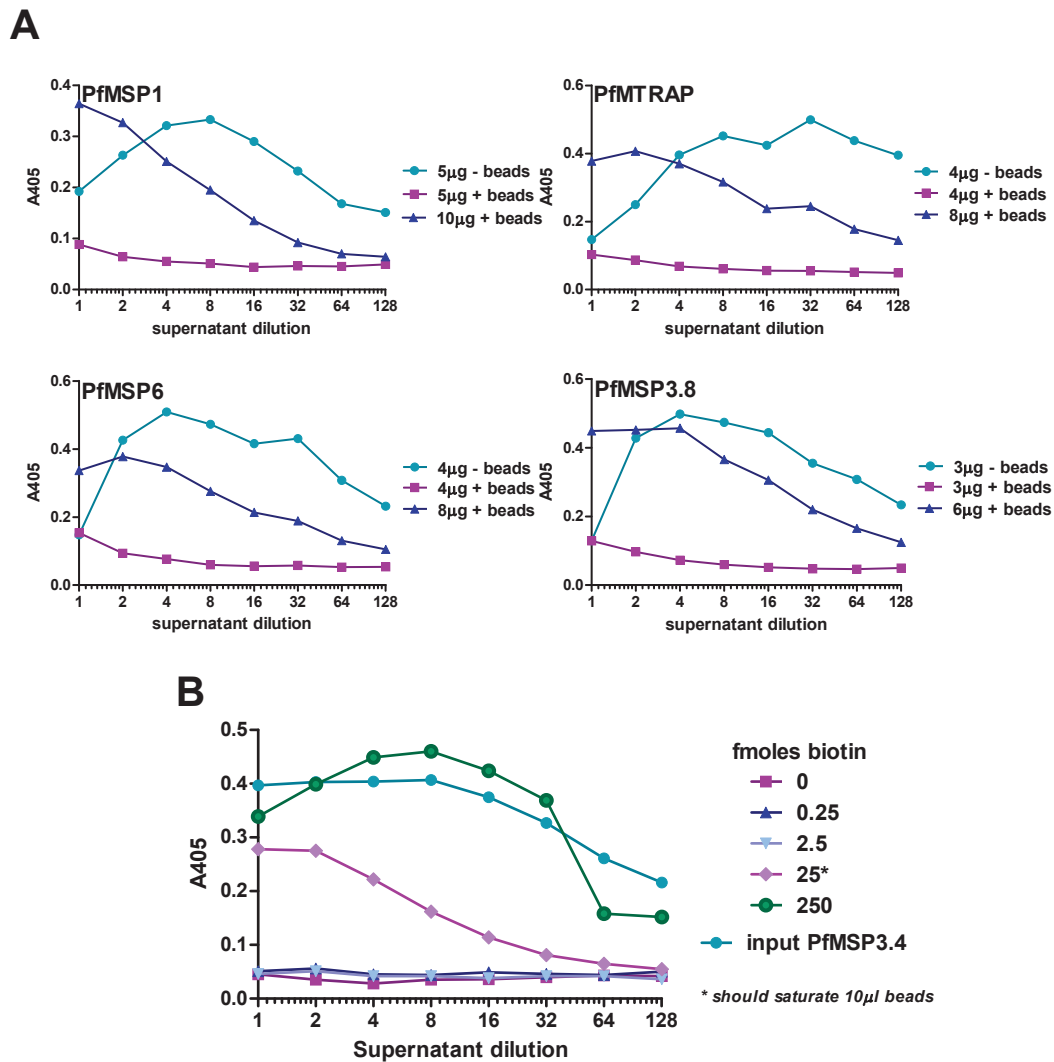 A
PfMSP1
A405
0.4
0.3
0.2
0.1
0.0
1 2 4 8 16 32 64 128
supernatant dilution
5µg - beads
5µg + beads
10µg + beads
PfMTRAP
A405
0.6
0.4
0.2
0.0
1 2 4 8 16 32 64 128
supernatant dilution
4µg - beads
4µg + beads
8µg + beads
PfMSP6
A405
0.6
0.4
0.2
0.0
1 2 4 8 16 32 64 128
supernatant dilution
4µg - beads
4µg + beads
8µg + beads
PfMSP3.8
A405
0.6
0.4
0.2
0.0
1 2 4 8 16 32 64 128
supernatant dilution
3µg - beads
3µg + beads
6µg + beads
B
A405
0.5
0.4
0.3
0.2
0.1
0.0
1 2 4 8 16 32 64 128
Supernatant dilution
fmoles biotin
0
0.25
2.5
25*
250
input PfMSP3.4
* should saturate 10µl beads